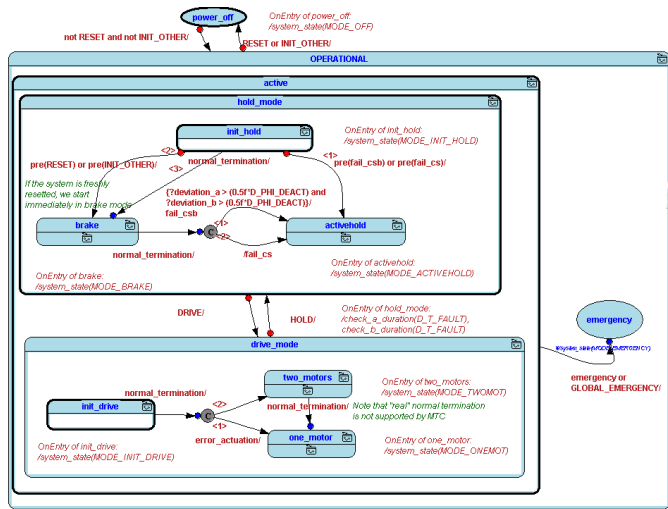 power_off
OnEntry of power_off:
/system_state(MODE_OFF)
not RESET and not INIT_OTHER/
RESET or INIT_OTHER/
OPERATIONAL
active
hold_mode
init_hold
OnEntry of init_hold:
/system_state(MODE_INIT_HOLD)
<2>
normal_termination/
<1>
pre(RESET) or pre(INIT_OTHER)/
<3>
pre(fail_csb) or pre(fail_cs)/
If the system is freshly
resetted, we start
immediately in brake mode
{?deviation_a > (0.5f*D_PHI_DEACT) and
?deviation_b > (0.5f*D_PHI_DEACT)}/
fail_csb
<1>
brake
C
activehold
<2>
normal_termination/
/fail_cs
OnEntry of brake:
/system_state(MODE_BRAKE)
OnEntry of activehold:
/system_state(MODE_ACTIVEHOLD)
DRIVE/
HOLD/
OnEntry of hold_mode:
/check_a_duration(D_T_FAULT),
check_b_duration(D_T_FAULT)
emergency
drive_mode
two_motors
OnEntry of two_motors:
/system_state(MODE_TWOMOT)
emergency or
GLOBAL_EMERGENCY/
normal_termination/
<2>
normal_termination/
Note that "real" normal termination
is not supported by MTC
init_drive
C
<1>
error_actuation/
one_motor
OnEntry of init_drive:
/system_state(MODE_INIT_DRIVE)
OnEntry of one_motor:
/system_state(MODE_ONEMOT)